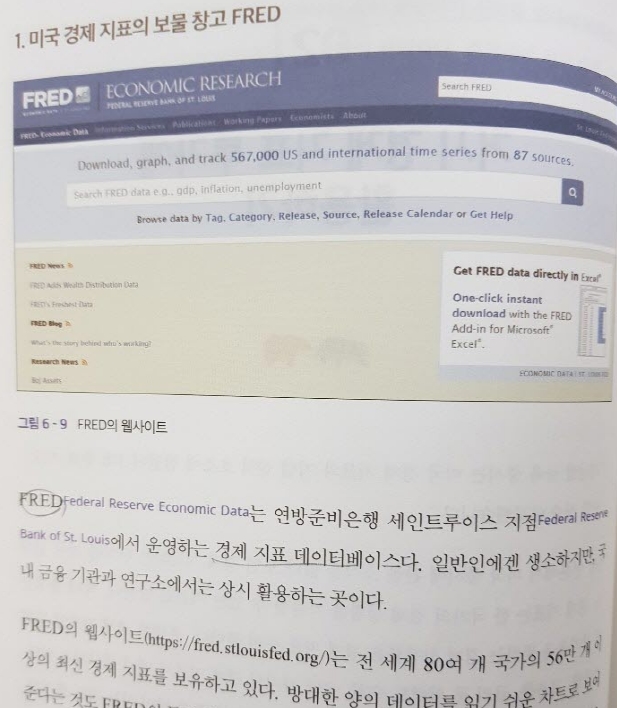 1. 미국 경제 지표의 보물 창고 FRED
FRED
ECONOMIC RESEARCH
FEDERAL RESERVE BANK OF ST. LOUIS
Search FRED
FRED® Economic Data Information Services Publications Working Papers Economists About
Download, graph, and track 567,000 US and international time series from 87 sources.
Search FRED data e.g., gdp, inflation, unemployment
Browse data by Tag, Category, Release, Source, Release Calendar or Get Help
FRED News
FRED Adds Wealth Distribution Data
FRED's Freshest Data
FRED Blog
What's the story behind who's working?
Research News
Big Assets
Get FRED data directly in Excel®
One-click instant
download with the FRED
Add-in for Microsoft®
Excel®.
ECONOMIC DATA | ST. LOUIS FED
그림 6-9 FRED의 웹사이트
FRED Federal Reserve Economic Data는 연방준비은행 세인트루이스 지점Federal Reserve
Bank of St. Louis에서 운영하는 경제 지표 데이터베이스다. 일반인에겐 생소하지만, 국
내 금융 기관과 연구소에서는 상시 활용하는 곳이다.
FRED의 웹사이트(https://fred.stlouisfed.org/)는 전 세계 80여 개 국가의 56만 개 이
상의 최신 경제 지표를 보유하고 있다. 방대한 양의 데이터를 읽기 쉬운 차트로 보여
준다는 것도 FRED의